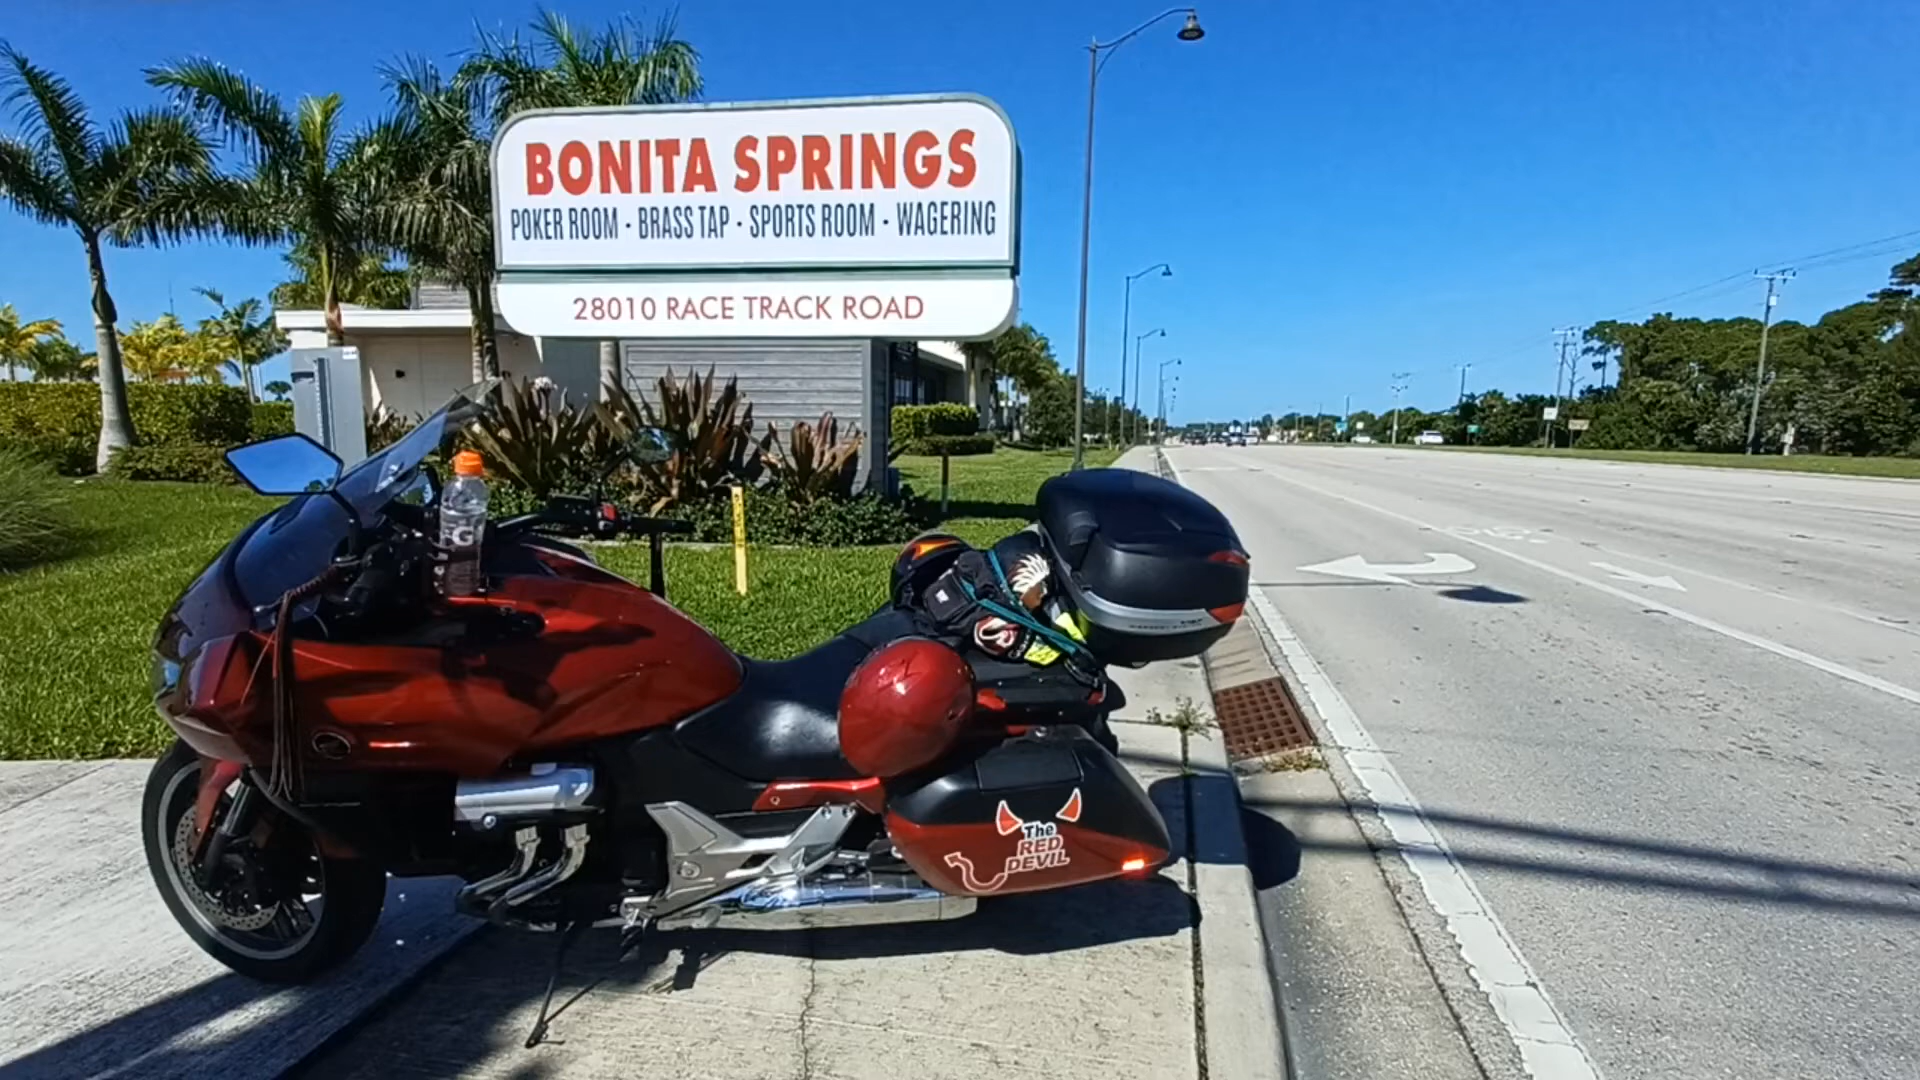 BONITA SPRINGS
POKER ROOM · BRASS TAP · SPORTS ROOM · WAGERING
28010 RACE TRACK ROAD
G
The
RED
DEVIL